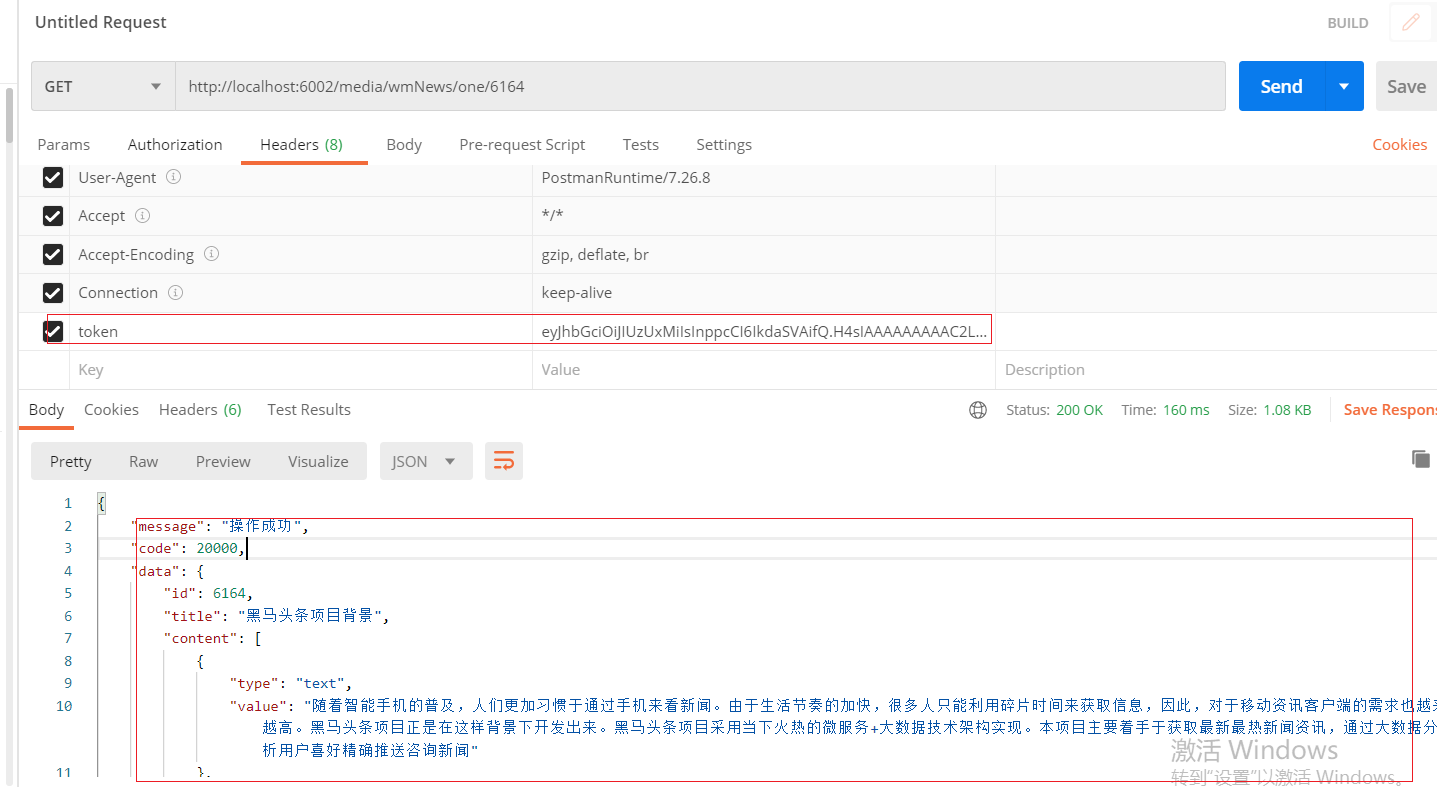 Untitled Request
BUILD
GET
http://localhost:6002/media/wmNews/one/6164
Send
Save
Params
Authorization
Headers (8)
Body
Pre-request Script
Tests
Settings
Cookies
User-Agent
PostmanRuntime/7.26.8
Accept
*/*
Accept-Encoding
gzip, deflate, br
Connection
keep-alive
token
eyJhbGciOiJIUzUxMiIsInppcCI6IkdaSVAifQ.H4sIAAAAAAAAAC2L...
Key
Value
Description
Body
Cookies
Headers (6)
Test Results
Status: 200 OK
Time: 160 ms
Size: 1.08 KB
Save Respons
Pretty
Raw
Preview
Visualize
JSON
1 {
2 "message": "操作成功",
3 "code": 20000,
4 "data": {
5 "id": 6164,
6 "title": "黑马头条项目背景",
7 "content": [
8 {
9 "type": "text",
10 "value": "随着智能手机的普及，人们更加习惯于通过手机来看新闻。由于生活节奏的加快，很多人只能利用碎片时间来获取信息，因此，对于移动资讯客户端的需求也越来
越高。黑马头条项目正是在这样背景下开发出来。黑马头条项目采用当下火热的微服务+大数据技术架构实现。本项目主要着手于获取最新最热新闻资讯，通过大数据分
析用户喜好精确推送咨询新闻"
11 },
激活 Windows
转到"设置"以激活 Windows。